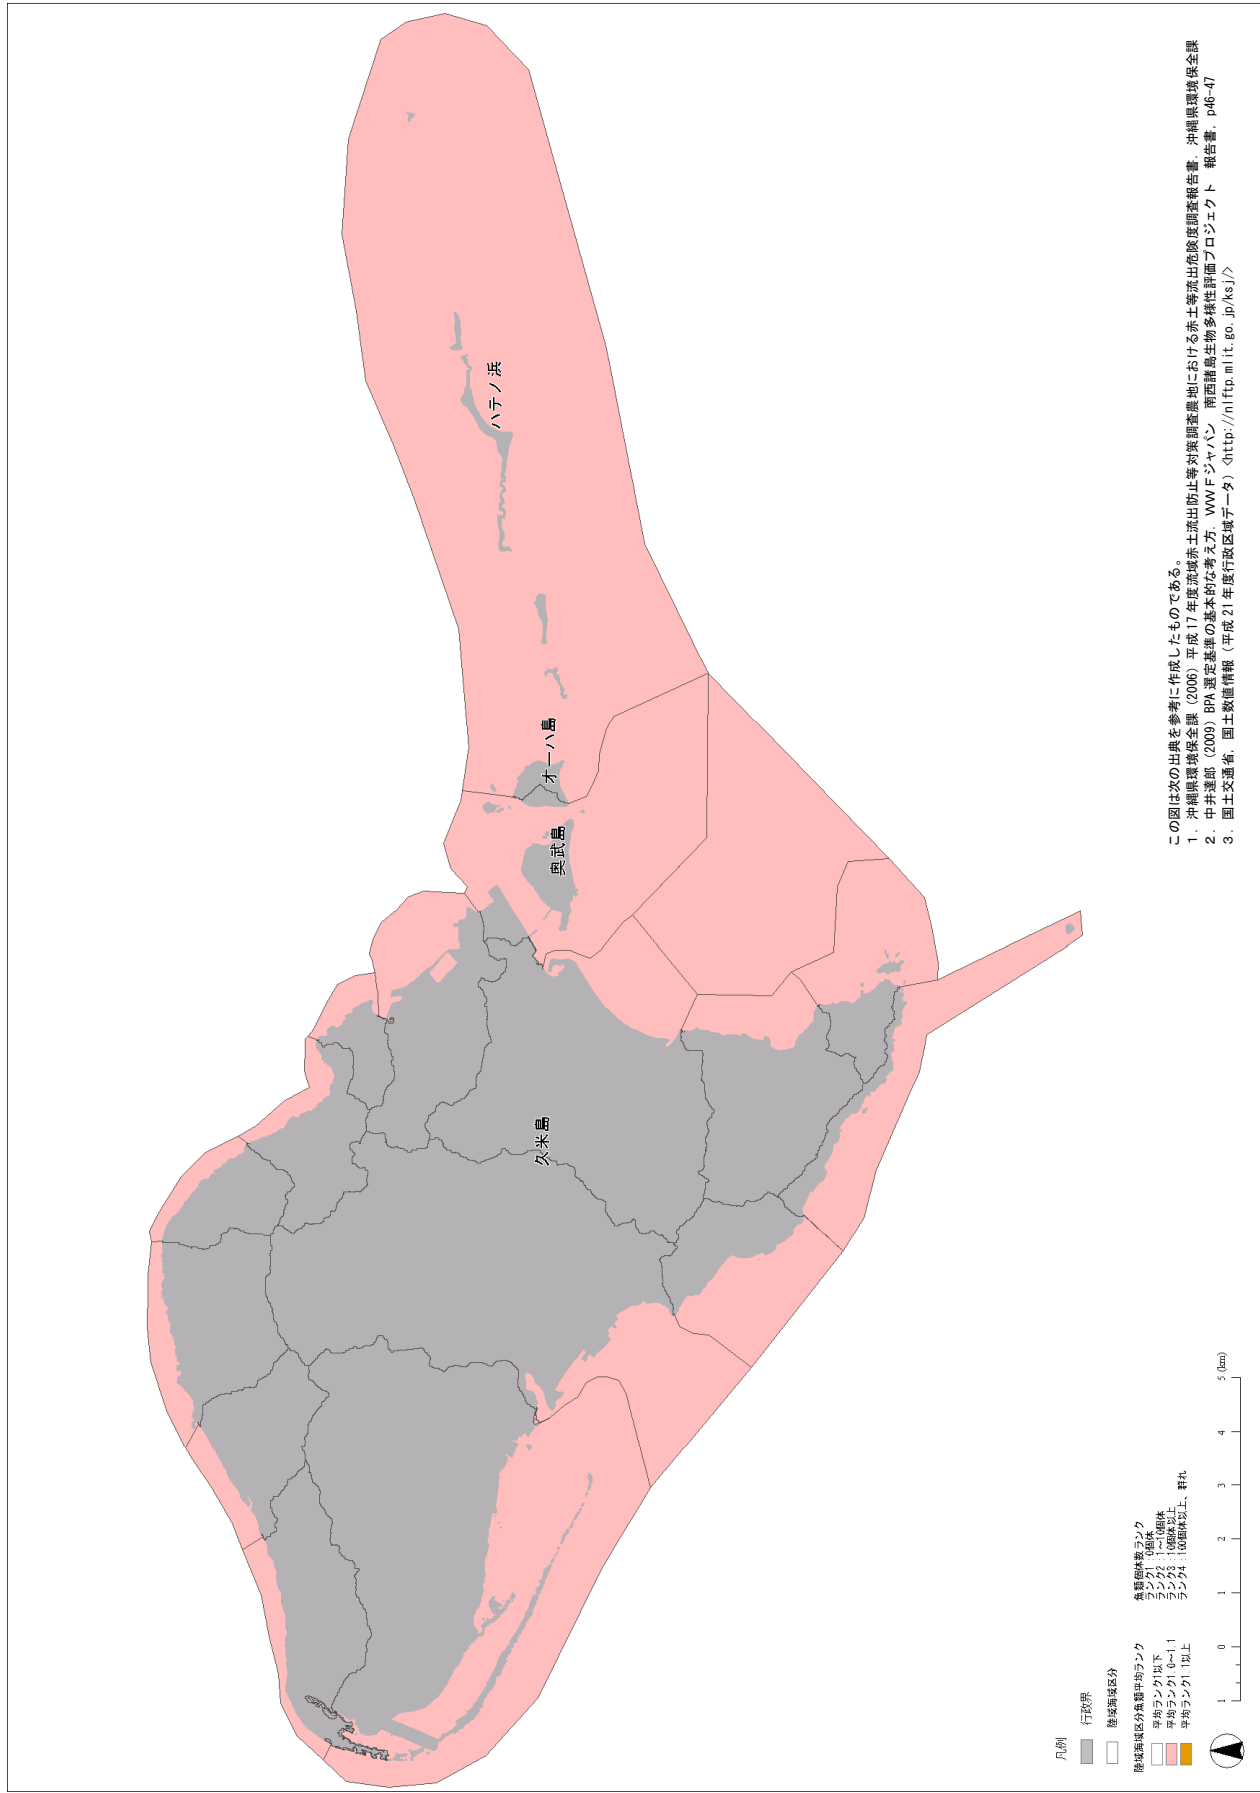 ハテノ浜
オーハ島
奥武島
久米島
この図は次の出典を参考に作成したものである。
1. 沖縄県環境保全課 (2006) 平成 17 年度流域赤土流出防止等対策調査農地における赤土等流出危険度調査報告書. 沖縄県環境保全課
2. 中井達郎 (2009) BPA 選定基準の基本的な考え方. WWFジャパン 南西諸島生物多様性評価プロジェクト 報告書. p46-47
3. 国土交通省. 国土数値情報 (平成 21 年度行政区域データ) <http://nlftp.mlit.go.jp/ksj/>
凡例
行政界
陸域海域区分
陸域海域区分魚類平均ランク
平均ランク1以下
平均ランク1.0~1.1
平均ランク1.1以上
魚類個体数ランク
ランク1:0個体
ランク2:1~10個体
ランク3:10個体以上
ランク4:100個体以上、群れ
1 0 1 2 3 4 5 (km)